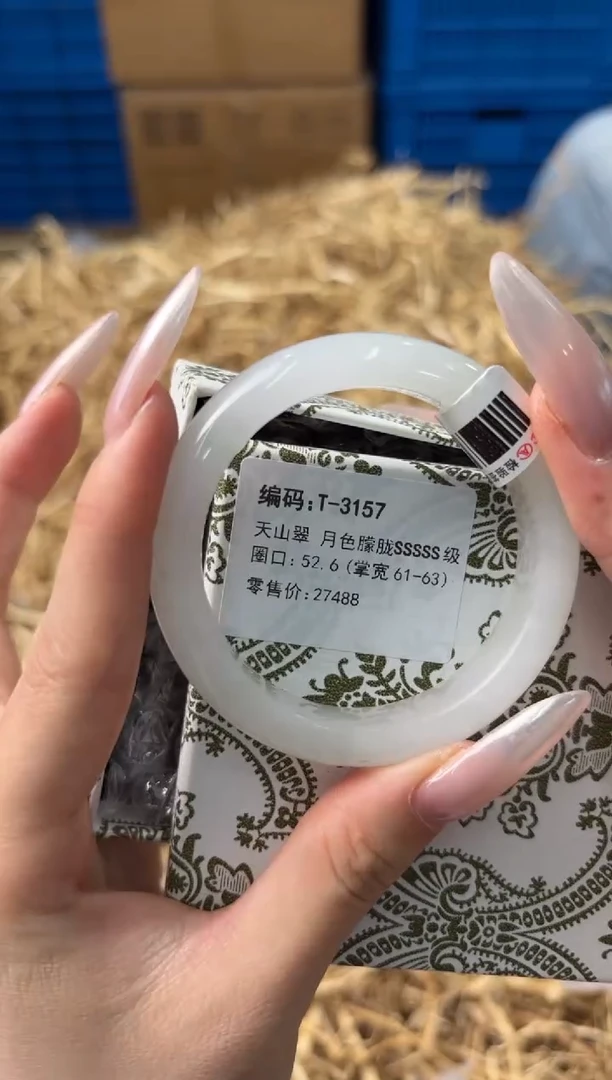 编码:T-3157
天山翠 月色朦胧SSSSS级
圈口:52.6(掌宽61-63)
零售价:27488